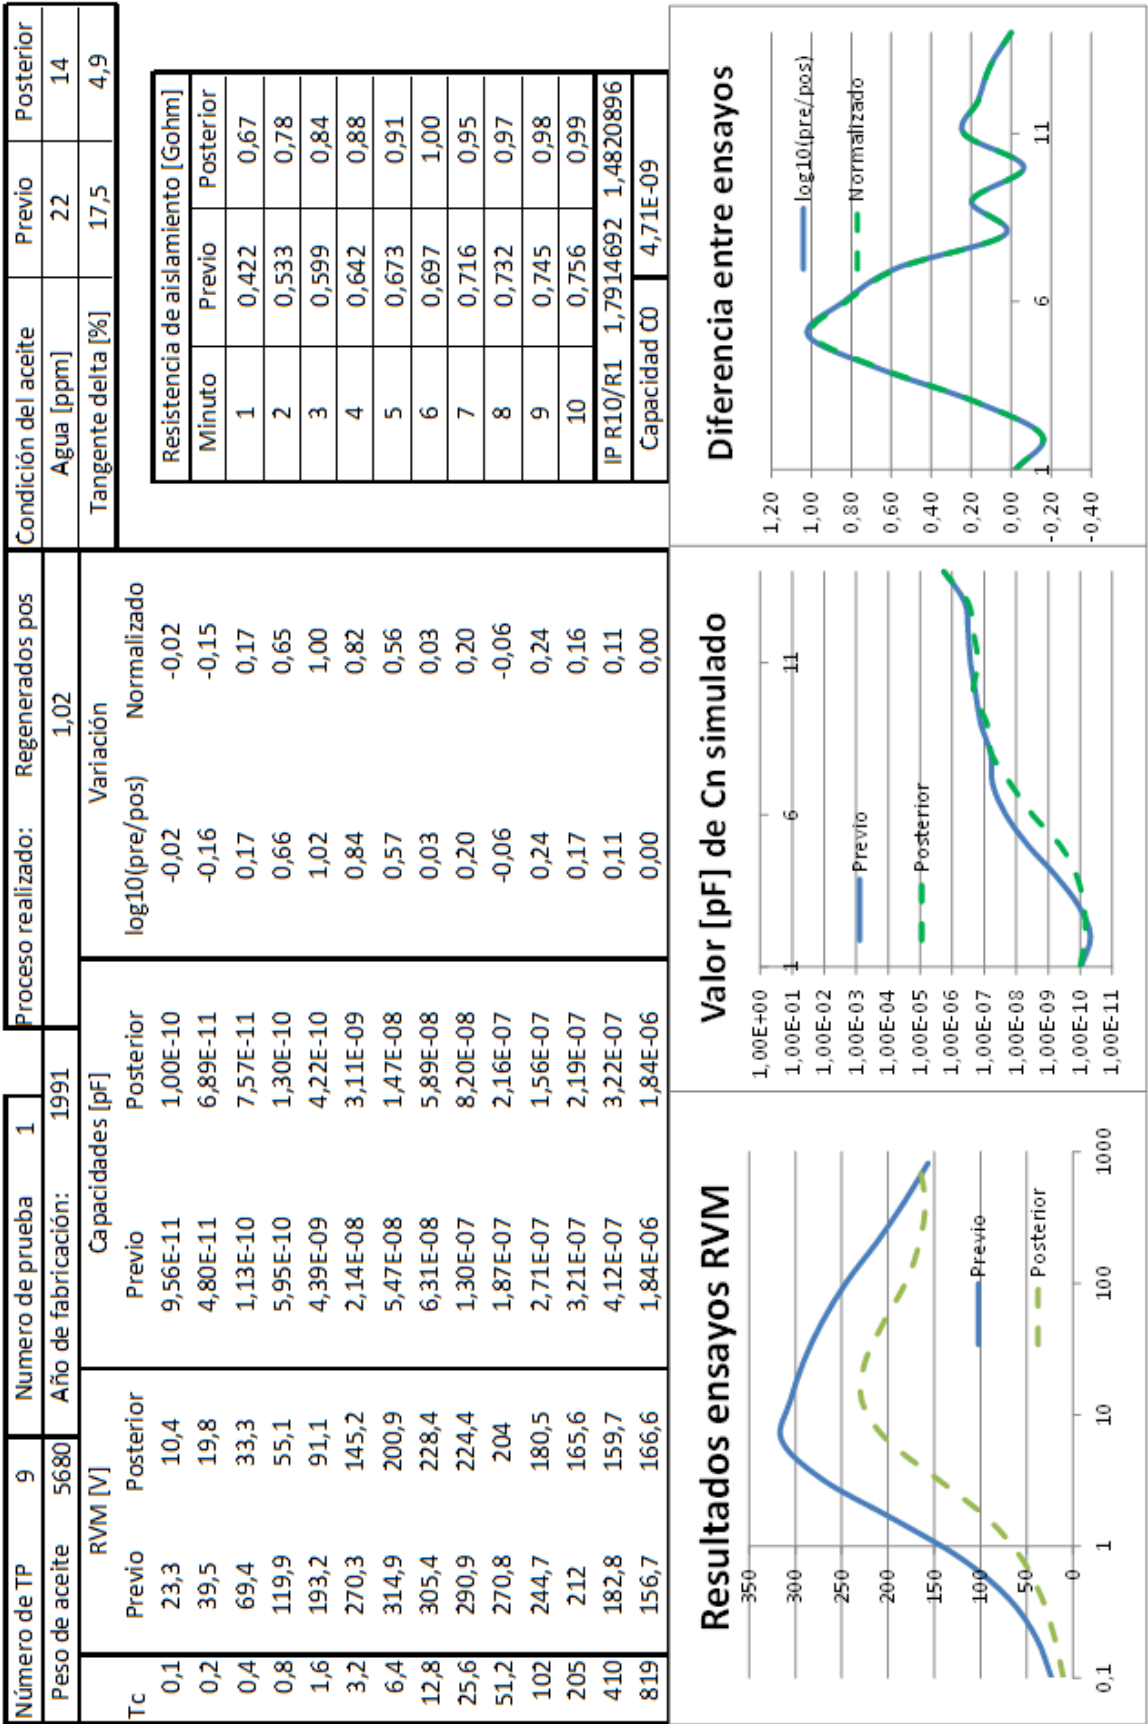 Número de TP 9 Numero de prueba 1 Proceso realizado: Regenerados pos Condición del aceite Previo Posterior
Peso de aceite 5680 Año de fabricación: 1991 1,02 Agua [ppm] 22 14
Tangente delta [%] 17,5 4,9
RVM [V] Capacidades [pF] Variación
Tc Previo Posterior Previo Posterior log10(pre/pos) Normalizado
0,1 23,3 10,4 9,56E-11 1,00E-10 -0,02 -0,02
0,2 39,5 19,8 4,80E-11 6,89E-11 -0,16 -0,15
0,4 69,4 33,3 1,13E-10 7,57E-11 0,17 0,17
0,8 119,9 55,1 5,95E-10 1,30E-10 0,66 0,65
1,6 193,2 91,1 4,39E-09 4,22E-10 1,02 1,00
3,2 270,3 145,2 2,14E-08 3,11E-09 0,84 0,82
6,4 314,9 200,9 5,47E-08 1,47E-08 0,57 0,56
12,8 305,4 228,4 6,31E-08 5,89E-08 0,03 0,03
25,6 290,9 224,4 1,30E-07 8,20E-08 0,20 0,20
51,2 270,8 204 1,87E-07 2,16E-07 -0,06 -0,06
102 244,7 180,5 2,71E-07 1,56E-07 0,24 0,24
205 212 165,6 3,21E-07 2,19E-07 0,17 0,16
410 182,8 159,7 4,12E-07 3,22E-07 0,11 0,11
819 156,7 166,6 1,84E-06 1,84E-06 0,00 0,00
Resistencia de aislamiento [Gohm]
Minuto Previo Posterior
1 0,422 0,67
2 0,533 0,78
3 0,599 0,84
4 0,642 0,88
5 0,673 0,91
6 0,697 1,00
7 0,716 0,95
8 0,732 0,97
9 0,745 0,98
10 0,756 0,99
IP R10/R1 1,7914692 1,4820896
Capacidad C0 4,71E-09
Resultados ensayos RVM
350
300
250
200
150
100
50
0
0,1 1 10 100 1000
Previo
Posterior
Valor [pF] de Cn simulado
1 6 11
1,00E+00
1,00E-01
1,00E-02
1,00E-03
1,00E-04
1,00E-05
1,00E-06
1,00E-07
1,00E-08
1,00E-09
1,00E-10
1,00E-11
Previo
Posterior
Diferencia entre ensayos
1,20
1,00
0,80
0,60
0,40
0,20
0,00
-0,20
-0,40
1 6 11
log10(pre/pos)
Normalizado